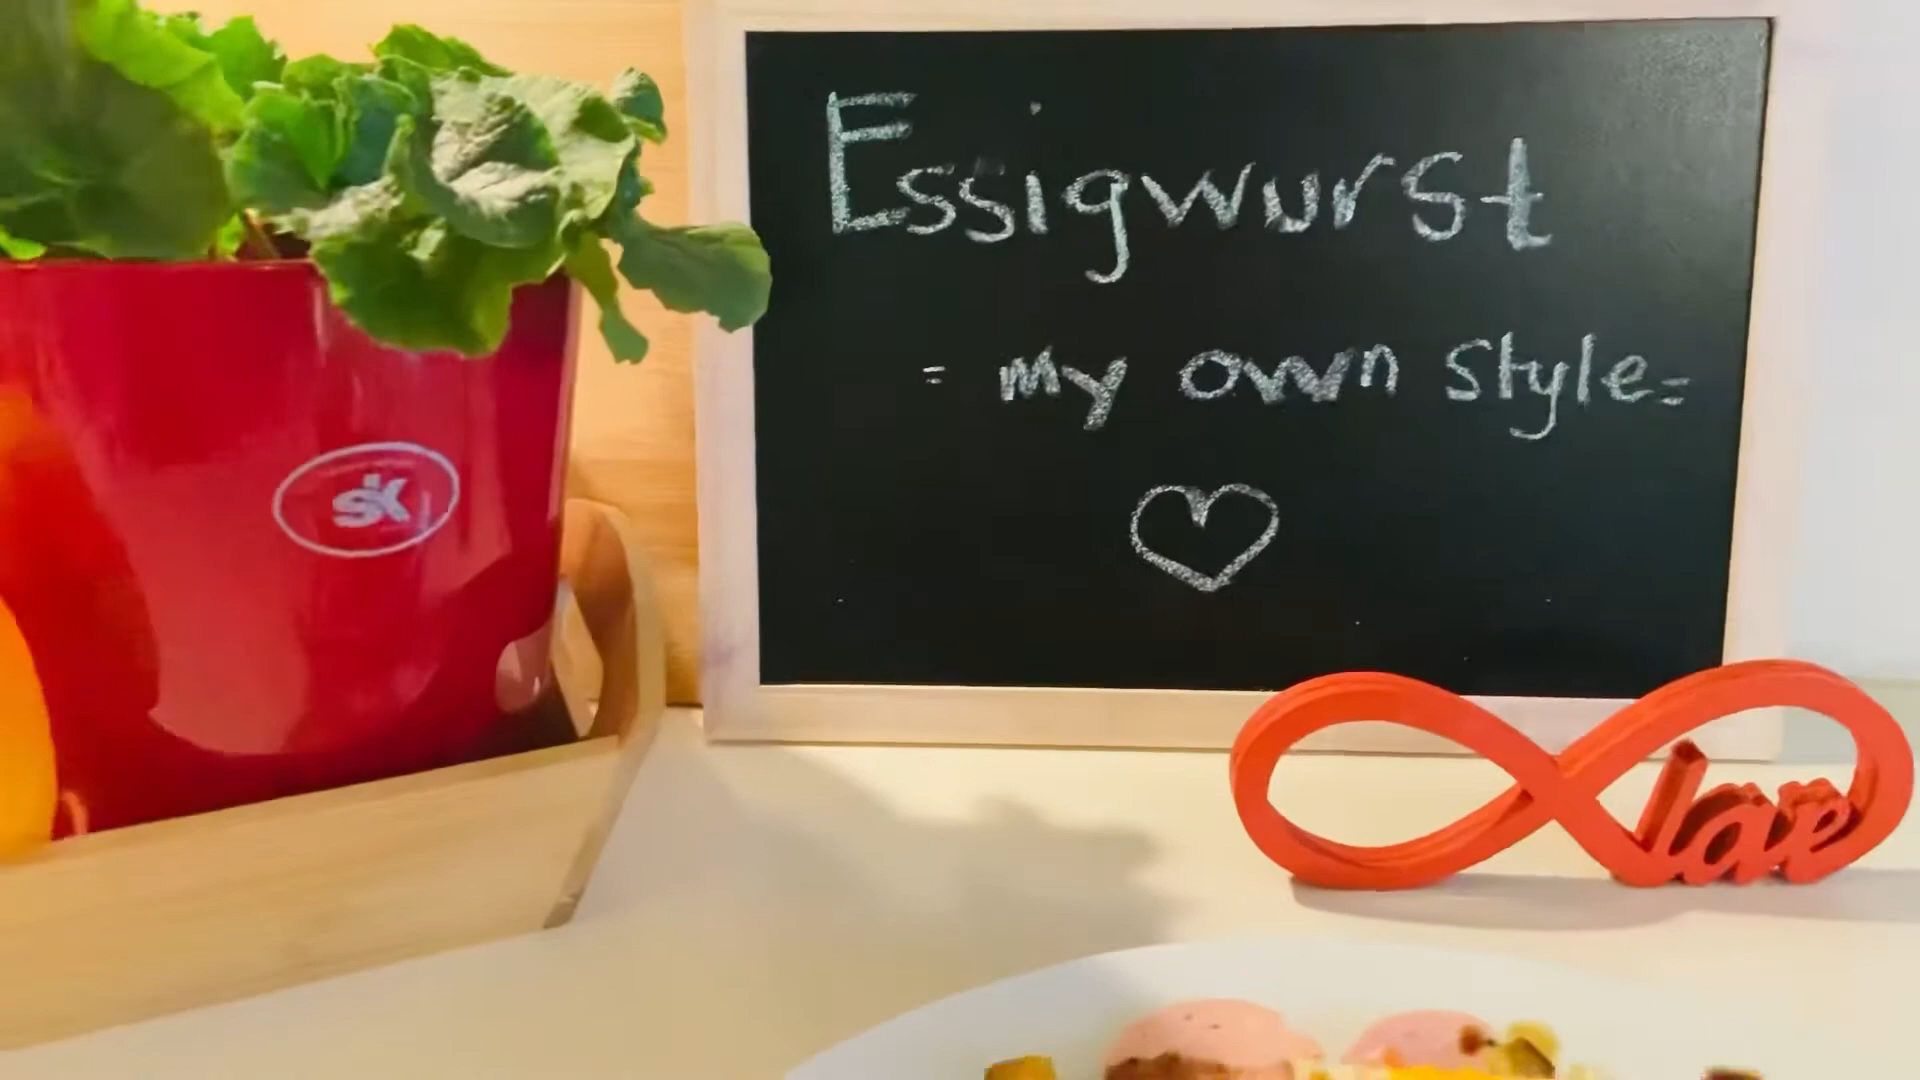 Essigwurst
= my own style=
sk
love